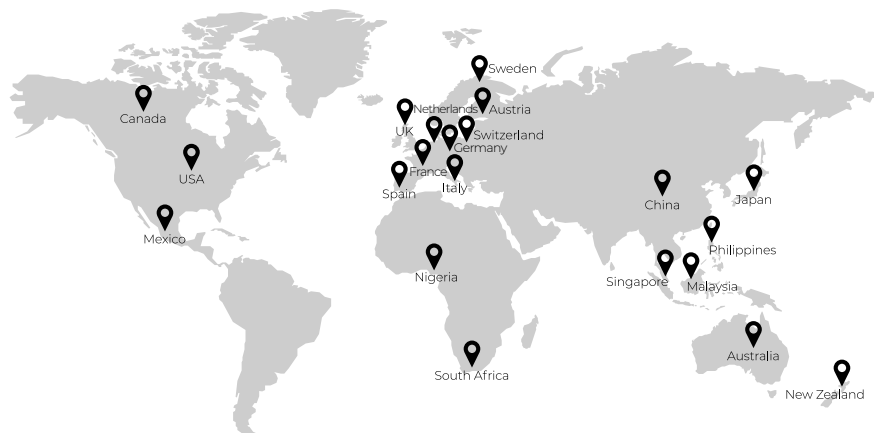 Sweden
Canada
Netherlands
Austria
UK
Switzerland
Germany
USA
France
Italy
Spain
China
Japan
Mexico
Philippines
Nigeria
Singapore
Malaysia
Australia
South Africa
New Zealand